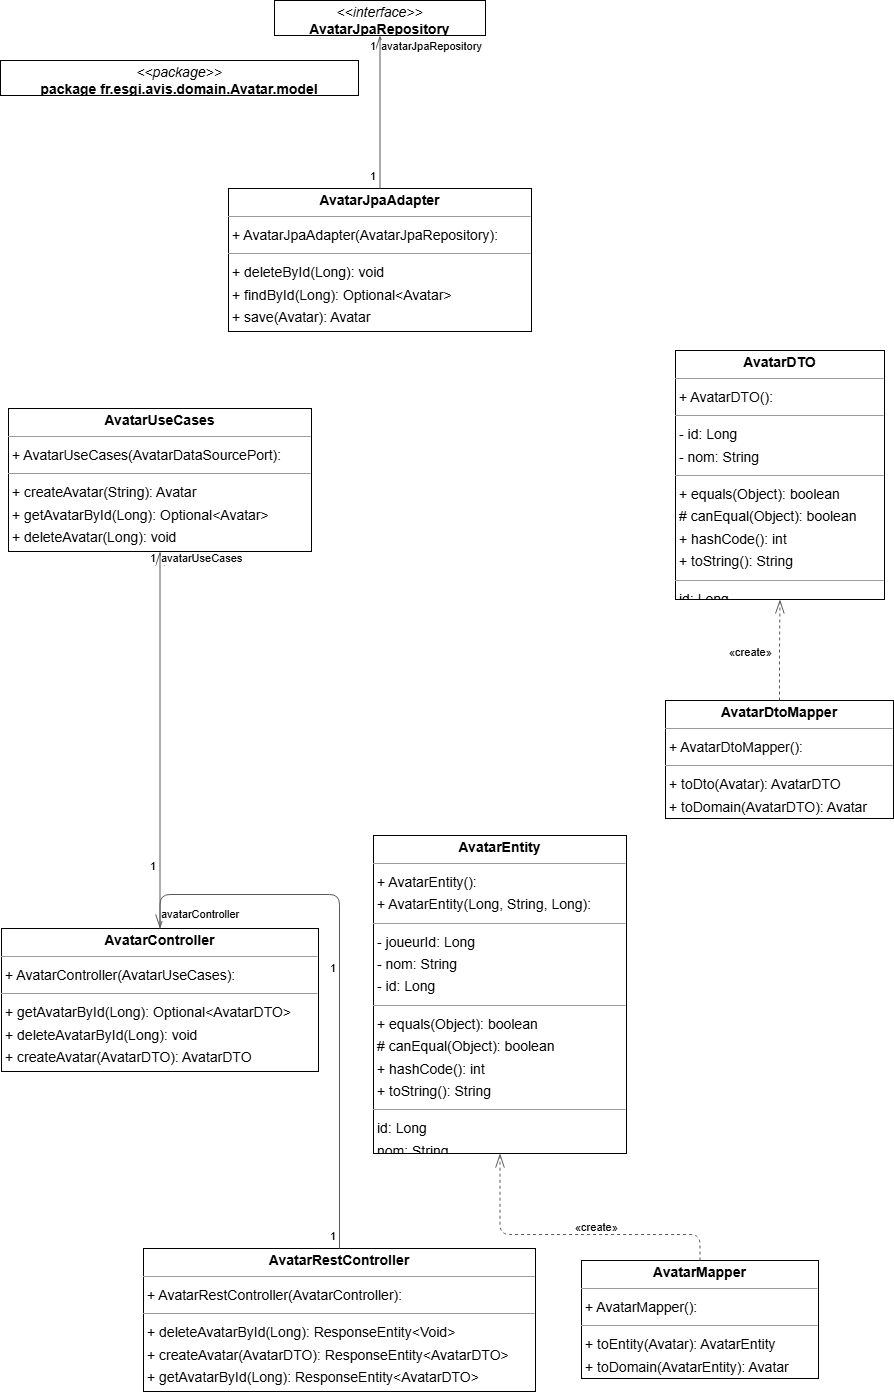 <<interface>>
AvatarJpaRepository
1
avatarJpaRepository
<<package>>
package fr.esgi.avis.domain.Avatar.model
1
AvatarJpaAdapter
+ AvatarJpaAdapter(AvatarJpaRepository):
+ deleteById(Long): void
+ findById(Long): Optional<Avatar>
+ save(Avatar): Avatar
AvatarDTO
+ AvatarDTO():
- id: Long
- nom: String
+ equals(Object): boolean
# canEqual(Object): boolean
+ hashCode(): int
+ toString(): String
id: Long
AvatarUseCases
+ AvatarUseCases(AvatarDataSourcePort):
+ createAvatar(String): Avatar
+ getAvatarById(Long): Optional<Avatar>
+ deleteAvatar(Long): void
1
avatarUseCases
«create»
AvatarDtoMapper
+ AvatarDtoMapper():
+ toDto(Avatar): AvatarDTO
+ toDomain(AvatarDTO): Avatar
1
avatarController
AvatarController
+ AvatarController(AvatarUseCases):
+ getAvatarById(Long): Optional<AvatarDTO>
+ deleteAvatarById(Long): void
+ createAvatar(AvatarDTO): AvatarDTO
1
AvatarEntity
+ AvatarEntity():
+ AvatarEntity(Long, String, Long):
- joueurId: Long
- nom: String
- id: Long
+ equals(Object): boolean
# canEqual(Object): boolean
+ hashCode(): int
+ toString(): String
id: Long
nom: String
«create»
1
AvatarRestController
+ AvatarRestController(AvatarController):
+ deleteAvatarById(Long): ResponseEntity<Void>
+ createAvatar(AvatarDTO): ResponseEntity<AvatarDTO>
+ getAvatarById(Long): ResponseEntity<AvatarDTO>
AvatarMapper
+ AvatarMapper():
+ toEntity(Avatar): AvatarEntity
+ toDomain(AvatarEntity): Avatar